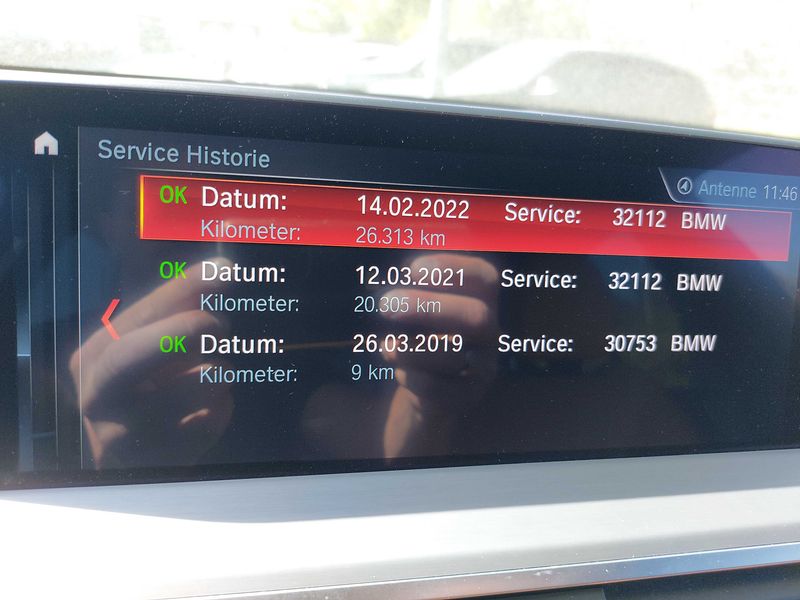 Service Historie
Antenne 11:46
OK Datum: 14.02.2022 Service: 32112 BMW
Kilometer: 26.313 km
OK Datum: 12.03.2021 Service: 32112 BMW
Kilometer: 20.305 km
OK Datum: 26.03.2019 Service: 30753 BMW
Kilometer: 9 km